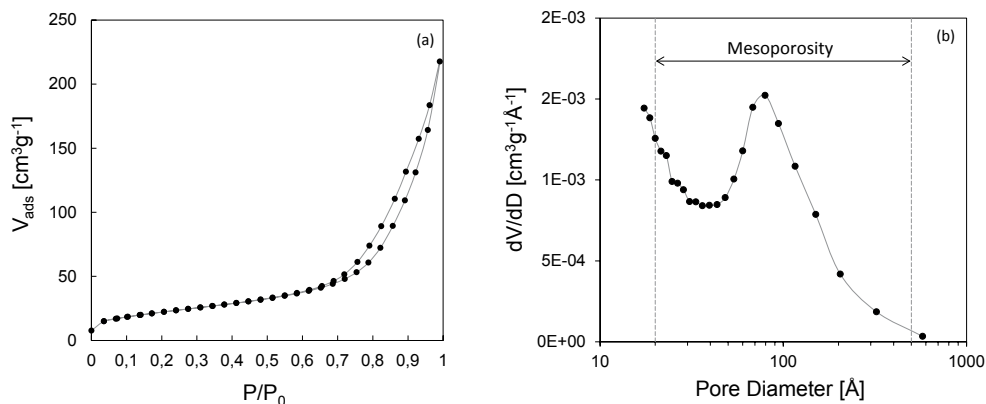 (a)
V_ads [cm³g⁻¹]
250
200
150
100
50
0
0 0,1 0,2 0,3 0,4 0,5 0,6 0,7 0,8 0,9 1
P/P₀
(b)
Mesoporosity
dV/dD [cm³g⁻¹Å⁻¹]
2E-03
2E-03
1E-03
5E-04
0E+00
10 100 1000
Pore Diameter [Å]